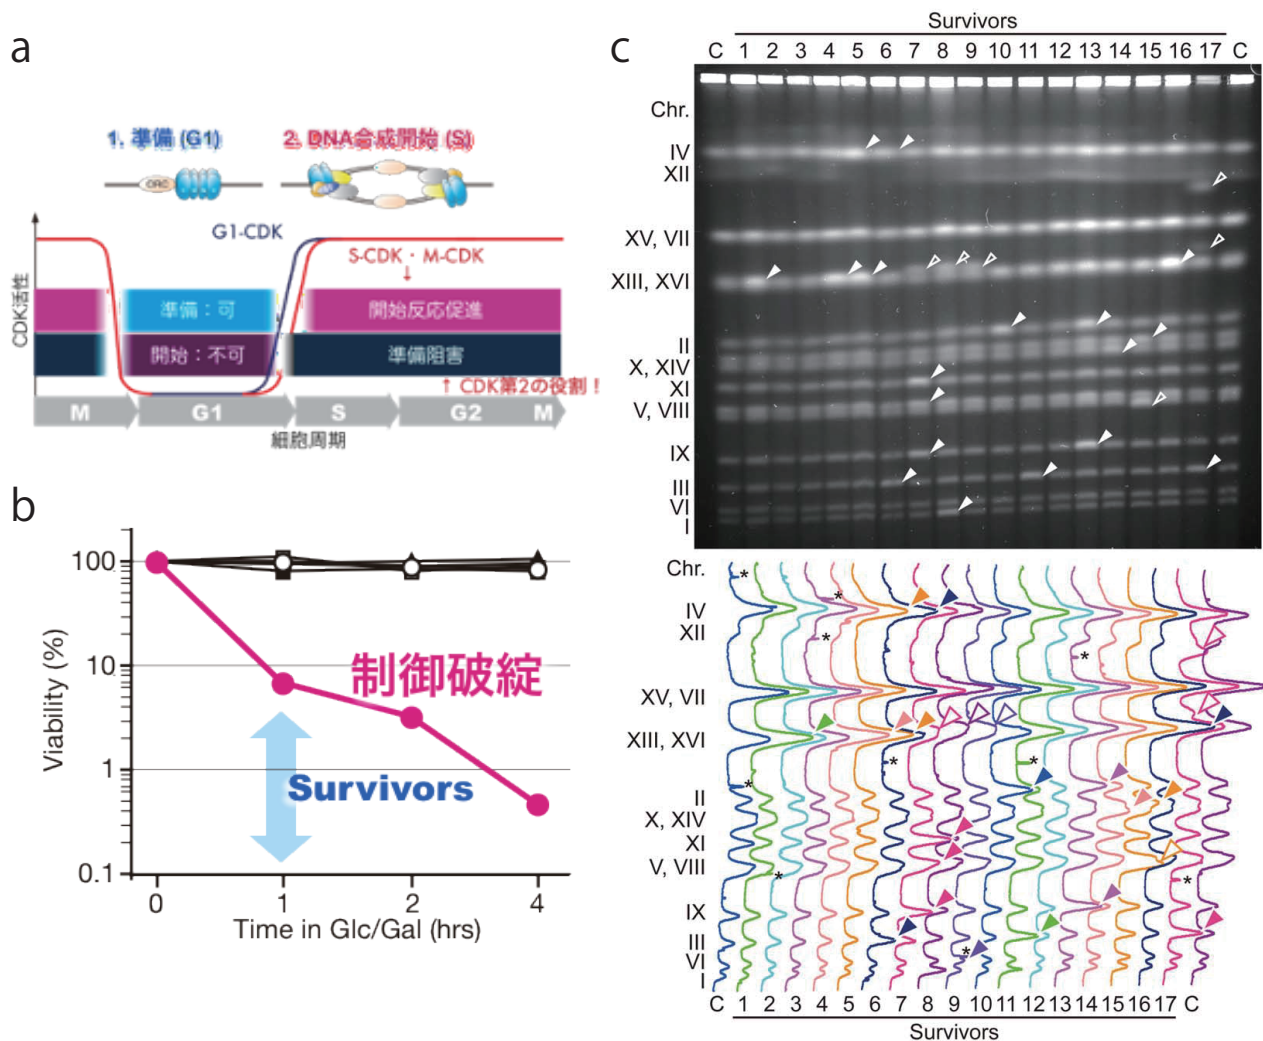 a
1. 準備 (G1)
2. DNA合成開始 (S)
ORC
G1-CDK
S-CDK・M-CDK
↓
CDK活性
準備：可
開始反応促進
開始：不可
準備阻害
↑ CDK第2の役割！
M G1 S G2 M
細胞周期
b
Viability (%)
100
10
1
0.1
制御破綻
Survivors
0 1 2 4
Time in Glc/Gal (hrs)
c
Survivors
C 1 2 3 4 5 6 7 8 9 10 11 12 13 14 15 16 17 C
Chr.
IV
XII
XV, VII
XIII, XVI
II
X, XIV
XI
V, VIII
IX
III
VI
I
Chr.
IV
XII
XV, VII
XIII, XVI
II
X, XIV
XI
V, VIII
IX
III
VI
I
* * * * * * * * * *
C 1 2 3 4 5 6 7 8 9 10 11 12 13 14 15 16 17 C
Survivors